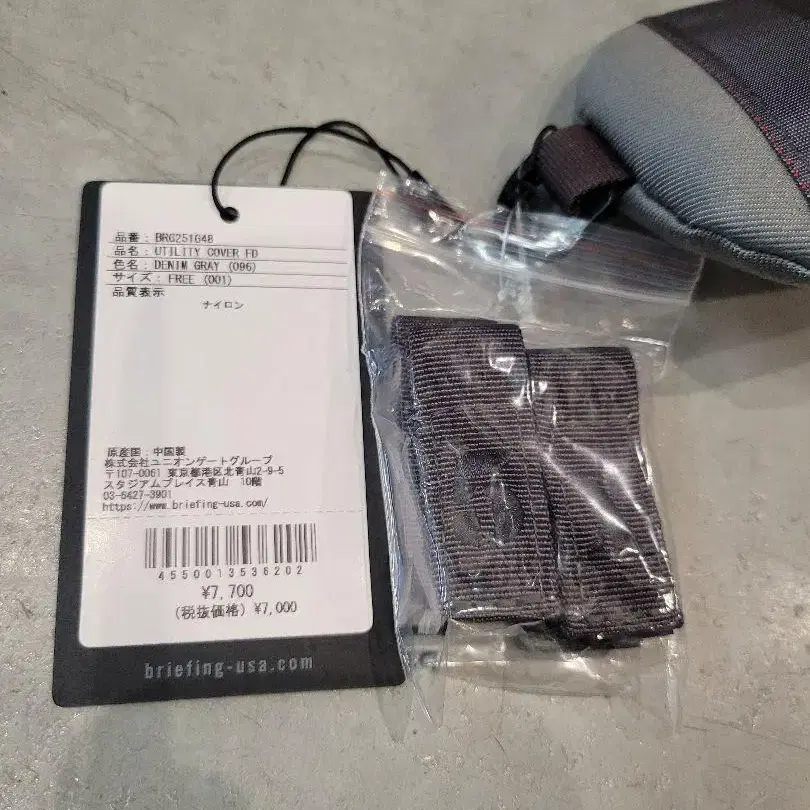 品番 : BRG251G48
品名 : UTILITY COVER FD
色名 : DENIM GRAY (096)
サイズ : FREE (001)
品質表示
ナイロン
原産国 : 中国製
株式会社ユニオンゲートグループ
〒107-0061 東京都港区北青山2-9-5
スタジアムプレイス青山 10階
03-6427-3901
https://www.briefing-usa.com/
4550013536202
¥7,700
(税抜価格) ¥7,000
briefing-usa.com